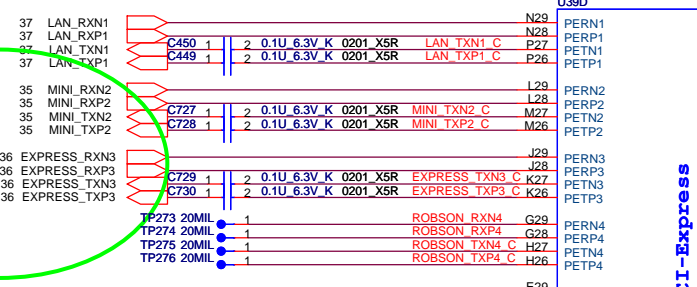 U39D
37 LAN_RXN1 N29 PERN1
37 LAN_RXP1 N28 PERP1
37 LAN_TXN1 C450 1 2 0.1U_6.3V_K 0201_X5R LAN_TXN1_C P27 PETN1
37 LAN_TXP1 C449 1 2 0.1U_6.3V_K 0201_X5R LAN_TXP1_C P26 PETP1
35 MINI_RXN2 L29 PERN2
35 MINI_RXP2 L28 PERP2
35 MINI_TXN2 C727 1 2 0.1U_6.3V_K 0201_X5R MINI_TXN2_C M27 PETN2
35 MINI_TXP2 C728 1 2 0.1U_6.3V_K 0201_X5R MINI_TXP2_C M26 PETP2
36 EXPRESS_RXN3 J29 PERN3
36 EXPRESS_RXP3 J28 PERP3
36 EXPRESS_TXN3 C729 1 2 0.1U_6.3V_K 0201_X5R EXPRESS_TXN3_C K27 PETN3
36 EXPRESS_TXP3 C730 1 2 0.1U_6.3V_K 0201_X5R EXPRESS_TXP3_C K26 PETP3
TP273 20MIL 1 ROBSON_RXN4 G29 PERN4
TP274 20MIL 1 ROBSON_RXP4 G28 PERP4
TP275 20MIL 1 ROBSON_TXN4_C H27 PETN4
TP276 20MIL 1 ROBSON_TXP4_C H26 PETP4
CI-Express